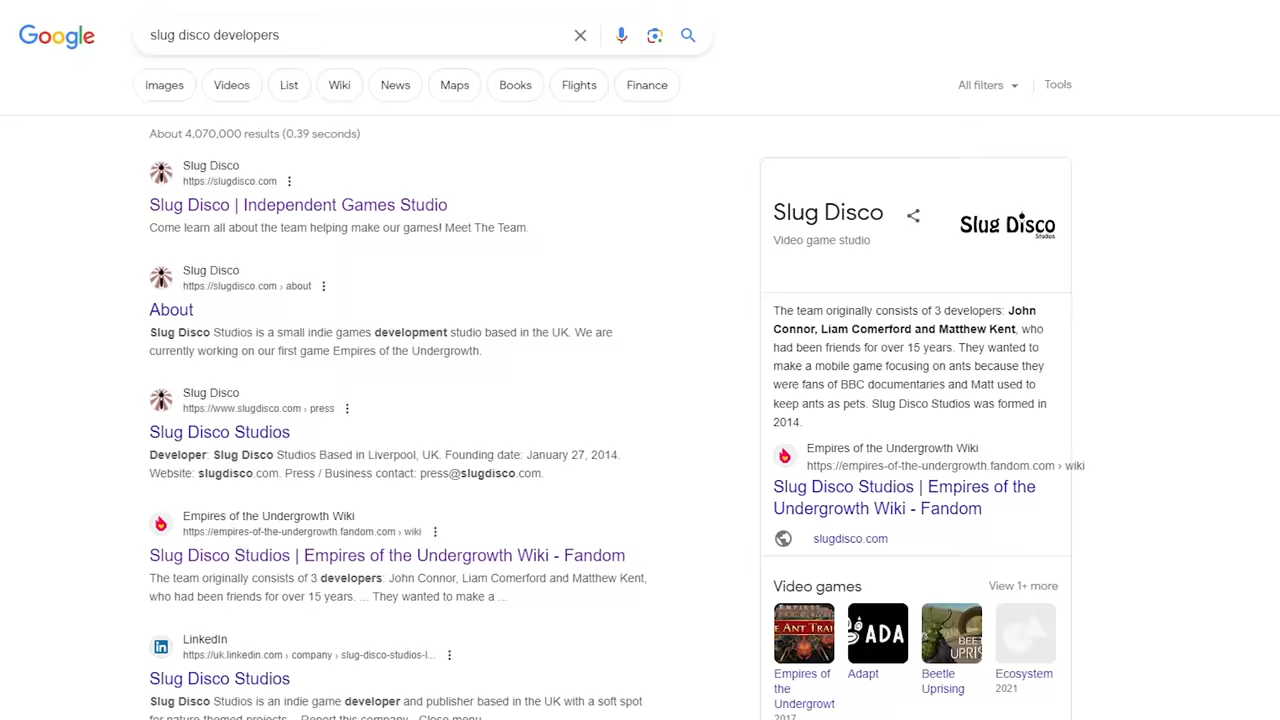 Google
slug disco developers
Images
Videos
List
Wiki
News
Maps
Books
Flights
Finance
All filters
Tools
About 4,070,000 results (0.39 seconds)
Slug Disco
https://slugdisco.com
Slug Disco | Independent Games Studio
Come learn all about the team helping make our games! Meet The Team.
Slug Disco
https://slugdisco.com › about
About
Slug Disco Studios is a small indie games development studio based in the UK. We are
currently working on our first game Empires of the Undergrowth.
Slug Disco
https://www.slugdisco.com › press
Slug Disco Studios
Developer: Slug Disco Studios Based in Liverpool, UK. Founding date: January 27, 2014.
Website: slugdisco.com. Press / Business contact: press@slugdisco.com.
Empires of the Undergrowth Wiki
https://empires-of-the-undergrowth.fandom.com › wiki
Slug Disco Studios | Empires of the Undergrowth Wiki - Fandom
The team originally consists of 3 developers: John Connor, Liam Comerford and Matthew Kent,
who had been friends for over 15 years. ... They wanted to make a ...
LinkedIn
https://uk.linkedin.com › company › slug-disco-studios-l...
Slug Disco Studios
Slug Disco Studios is an indie game developer and publisher based in the UK with a soft spot
for nature-themed projects... Report this company. Close menu.
Slug Disco
Video game studio
Slug Disco
Studios
The team originally consists of 3 developers: John
Connor, Liam Comerford and Matthew Kent, who
had been friends for over 15 years. They wanted to
make a mobile game focusing on ants because they
were fans of BBC documentaries and Matt used to
keep ants as pets. Slug Disco Studios was formed in
2014.
Empires of the Undergrowth Wiki
https://empires-of-the-undergrowth.fandom.com › wiki
Slug Disco Studios | Empires of the
Undergrowth Wiki - Fandom
slugdisco.com
Video games
View 1+ more
EMPIRES
E ANT TRAI
ADA
BEE
UPRIS
Empires of
the
Undergrowt
2017
Adapt
Beetle
Uprising
Ecosystem
2021